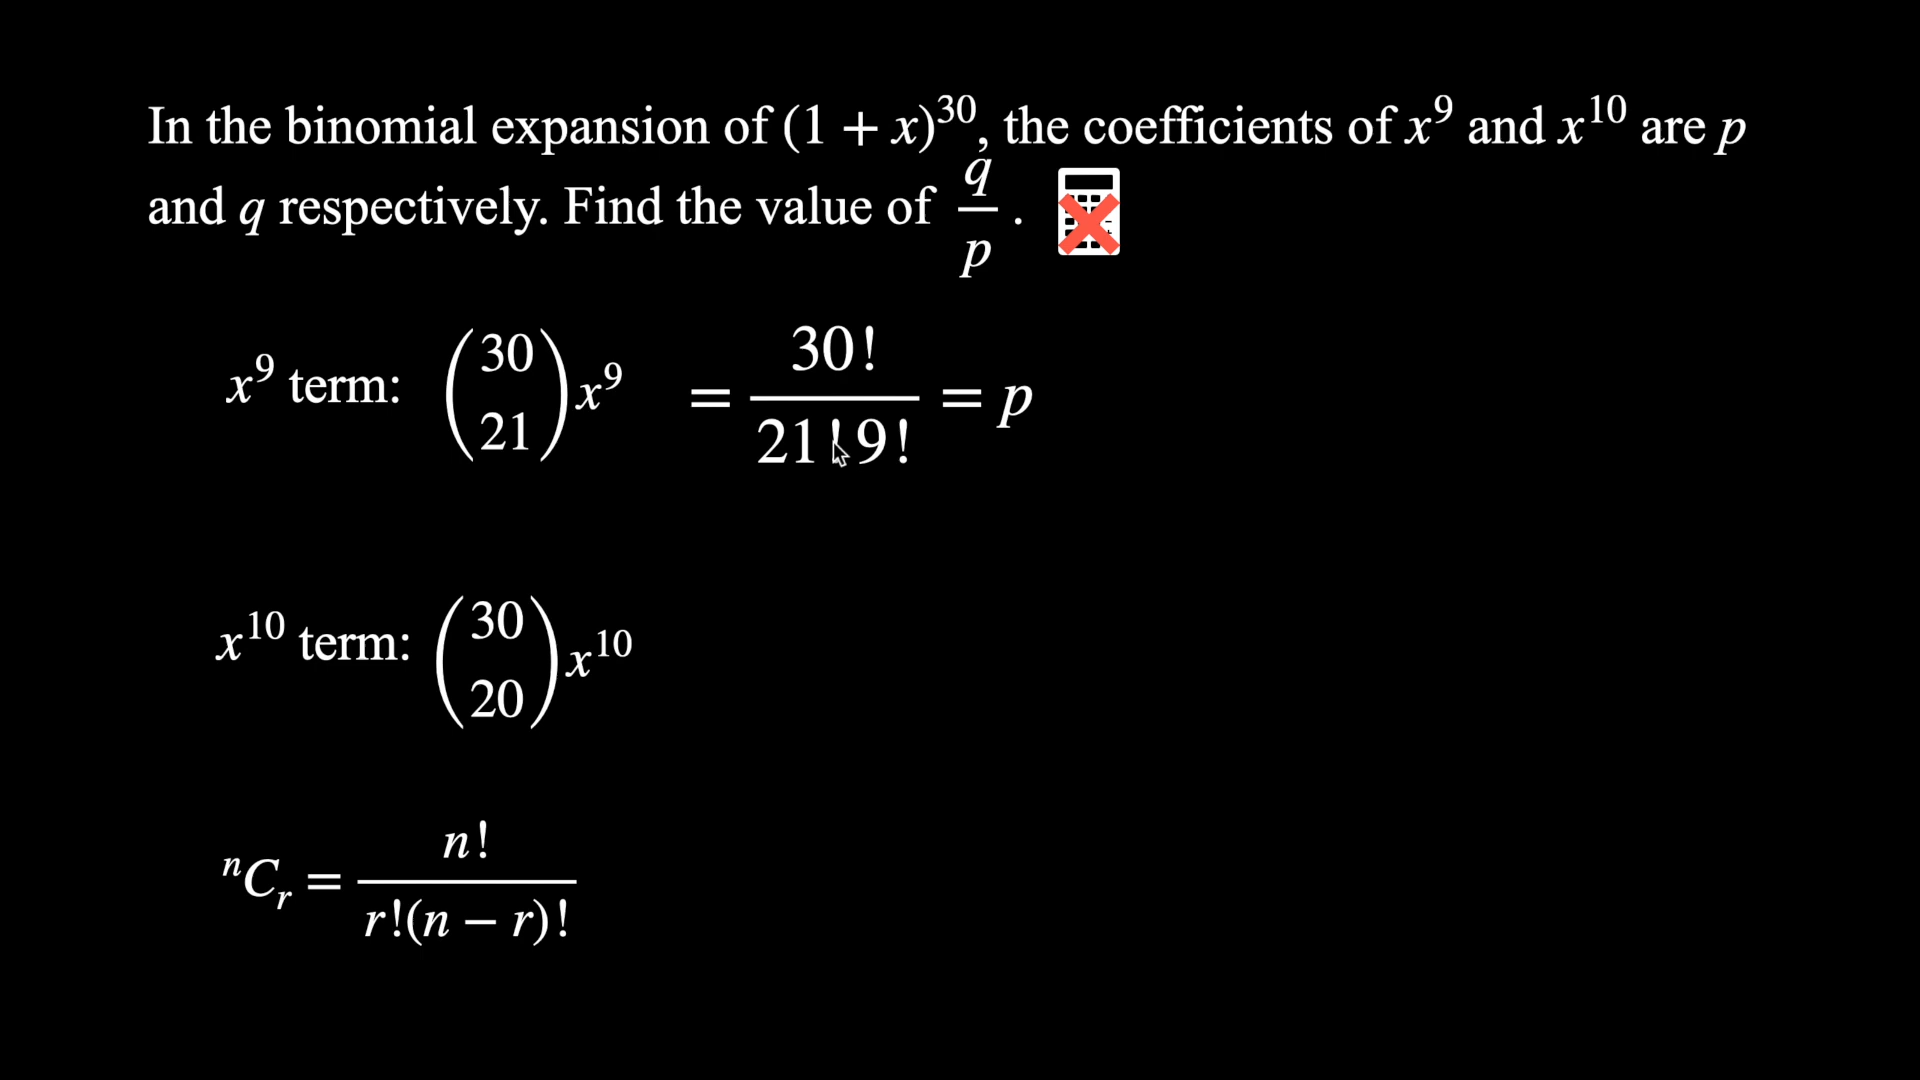 In the binomial expansion of (1 + x)^30, the coefficients of x^9 and x^10 are p
and q respectively. Find the value of q/p .
x^9 term: (30 21) x^9 = 30! / 21!9! = p
x^10 term: (30 20) x^10
ⁿC_r = n! / r!(n − r)!